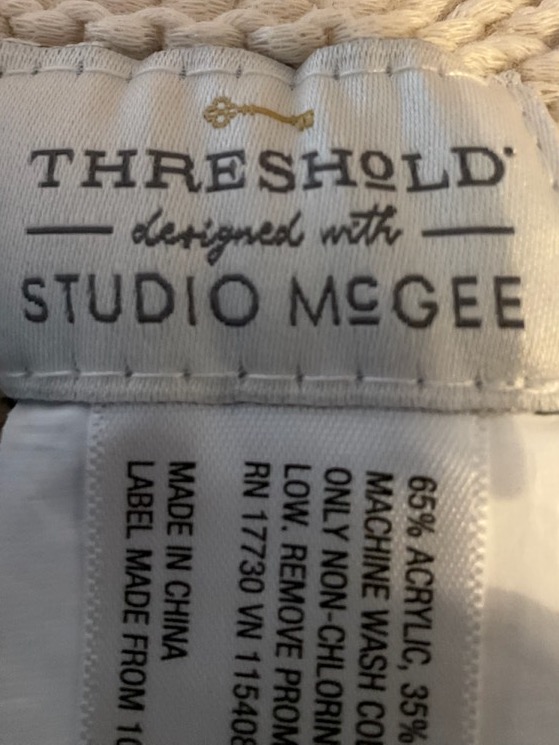 THRESHOLD
designed with
STUDIO McGEE
65% ACRYLIC, 35%
MACHINE WASH
ONLY NON-CHLORIN
LOW. REMOVE PROM
RN 17730 VN 115408
MADE IN CHINA
LABEL MADE FROM 10